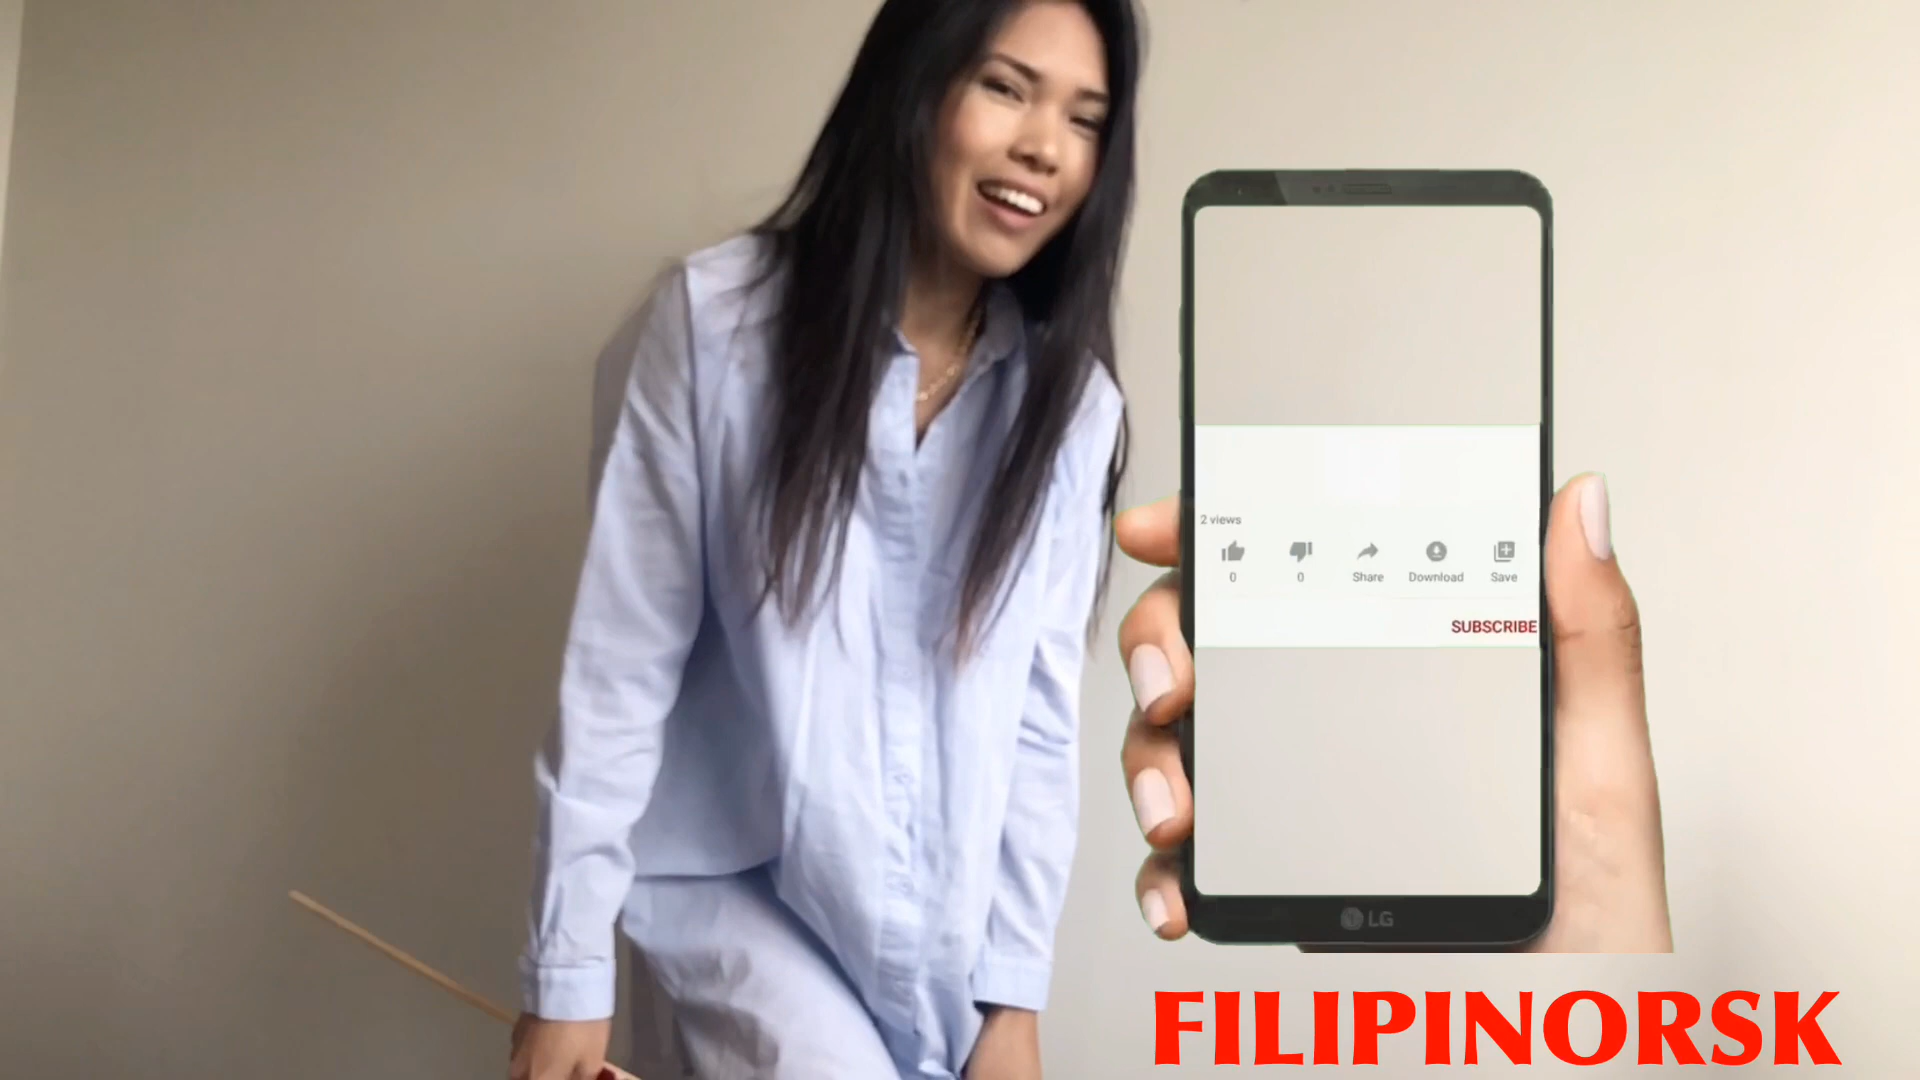 2 views
0 0 Share Download Save
SUBSCRIBE
LG
FILIPINORSK